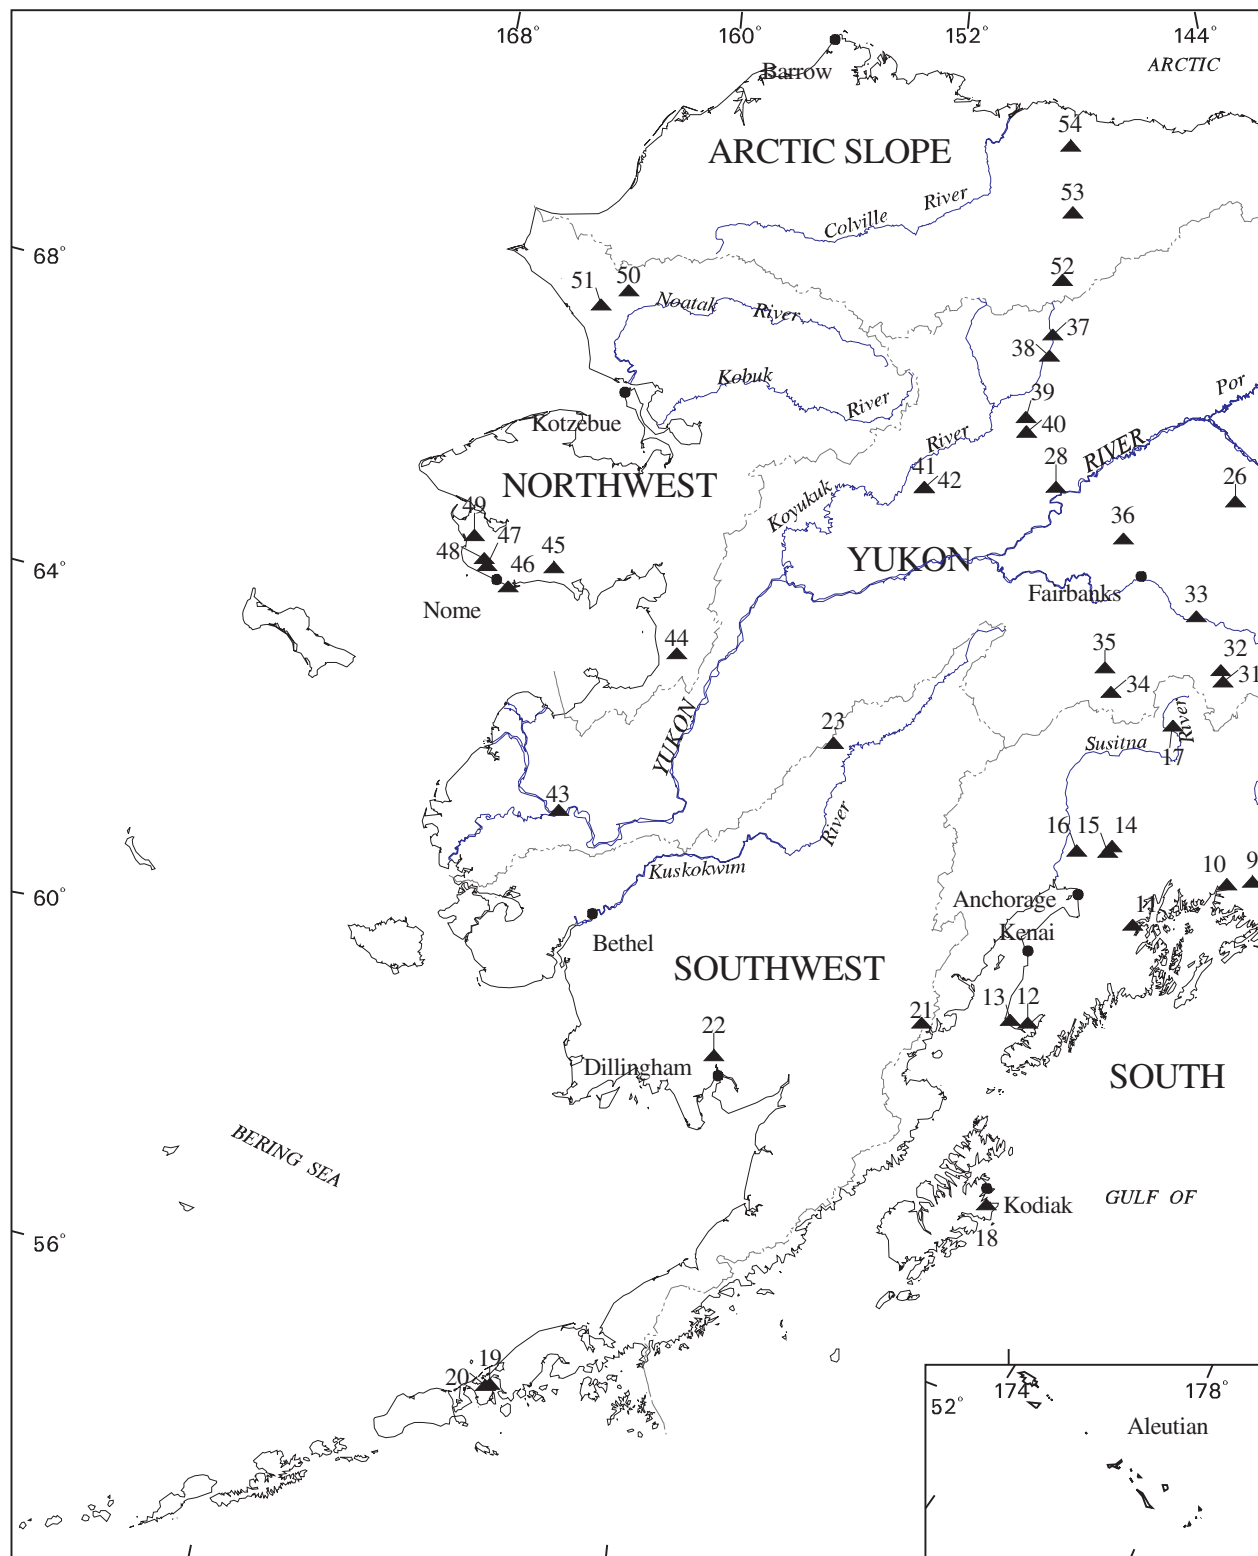 168°
160°
152°
144°
Barrow
ARCTIC
ARCTIC SLOPE
54
53
Colville River
68°
52
51
50
Noatak River
37
38
Kobuk River
39
Por
Kotzebue
40
River
RIVER
NORTHWEST
41
42
28
26
Koyukuk
49
36
48
47
45
46
YUKON
64°
Fairbanks
Nome
33
44
35
32
31
34
River
YUKON
23
Susitna
17
43
River
16
15
14
Kuskokwim
10
9
60°
Anchorage
11
Bethel
Kenai
SOUTHWEST
21
13
12
22
Dillingham
SOUTH
BERING SEA
Kodiak
GULF OF
18
56°
19
20
174°
178°
52°
Aleutian